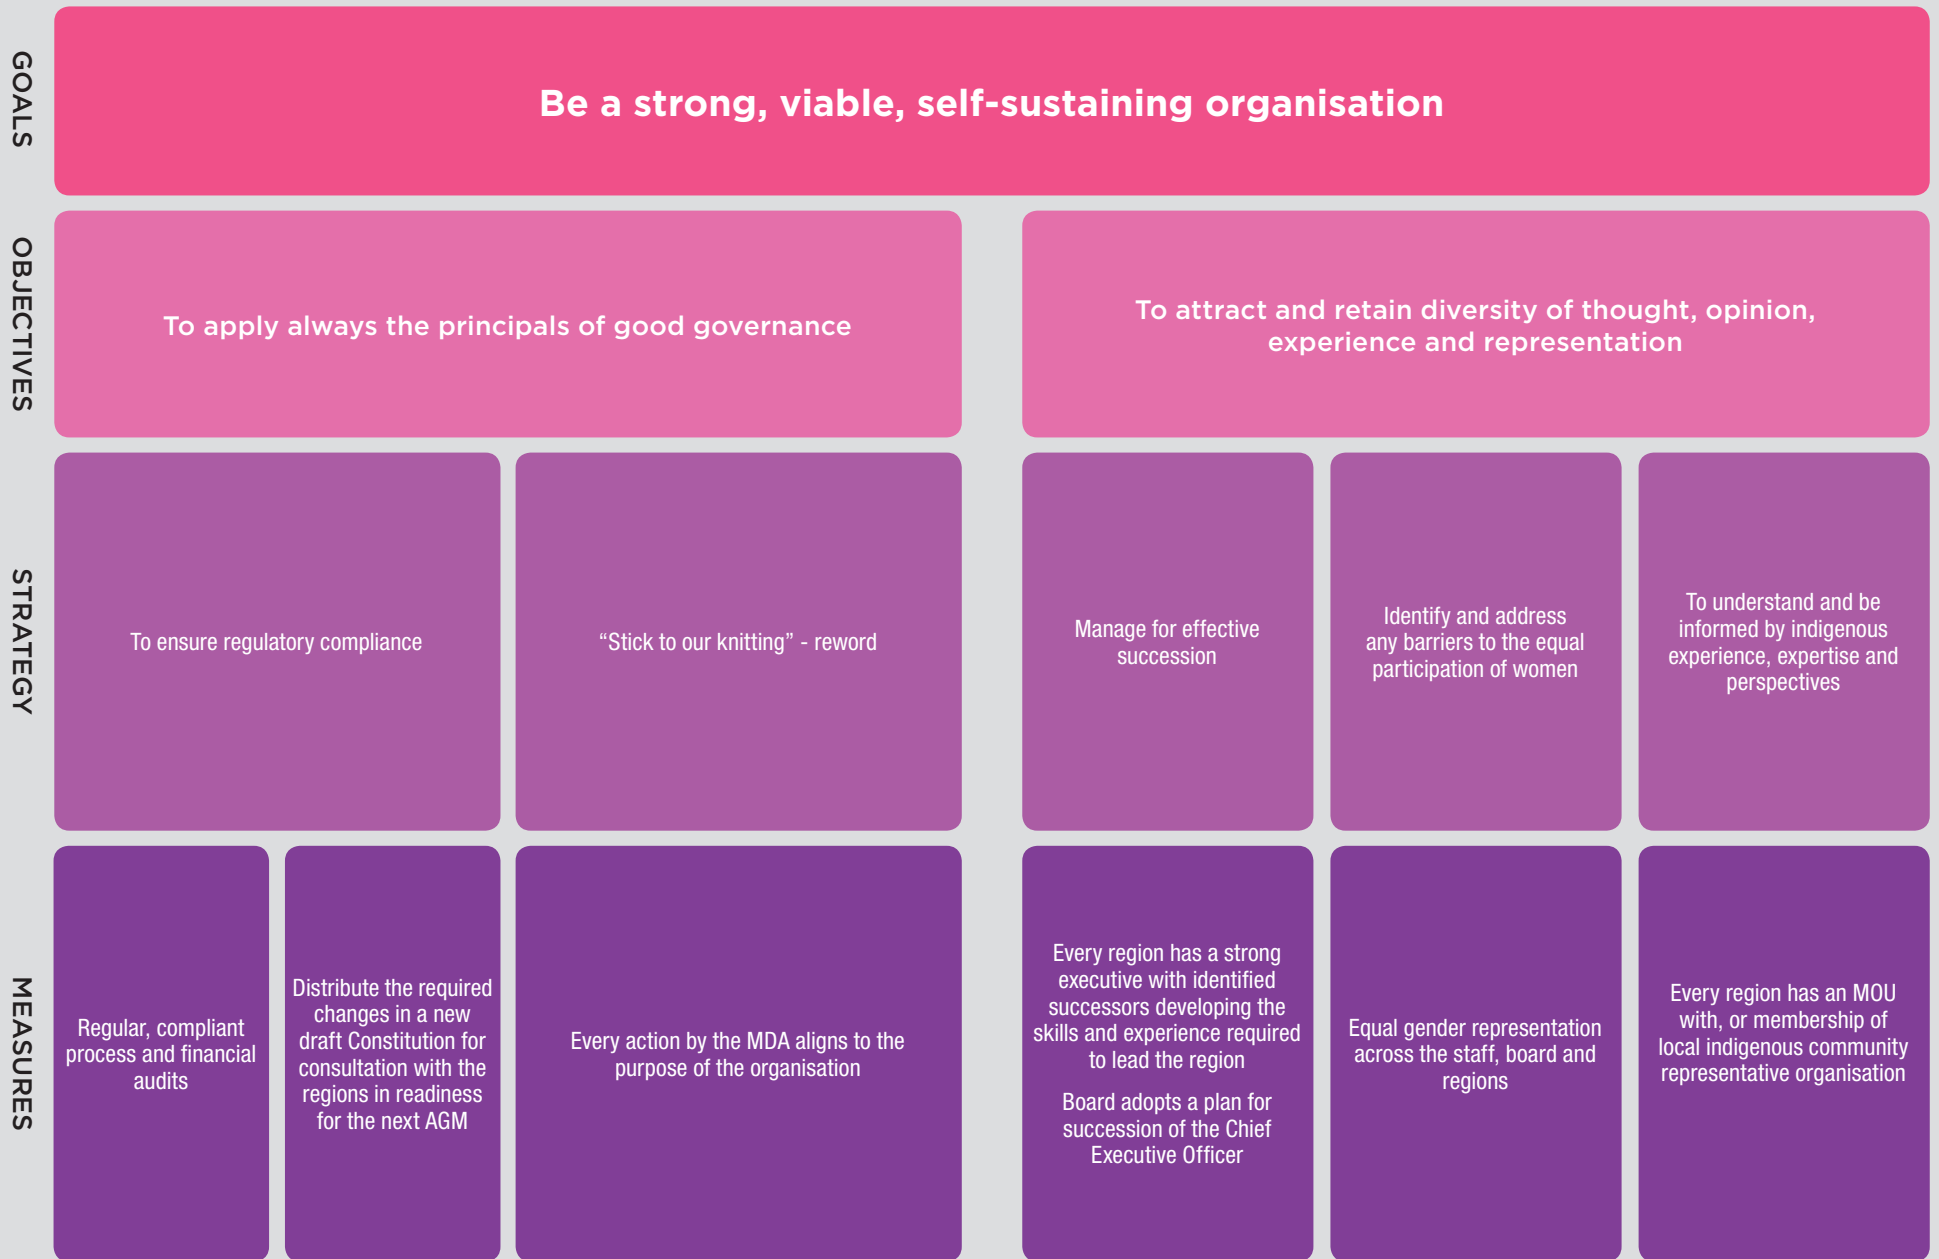 GOALS
Be a strong, viable, self-sustaining organisation
OBJECTIVES
To apply always the principals of good governance
To attract and retain diversity of thought, opinion,
experience and representation
STRATEGY
To ensure regulatory compliance
“Stick to our knitting” - reword
Manage for effective
succession
Identify and address
any barriers to the equal
participation of women
To understand and be
informed by indigenous
experience, expertise and
perspectives
MEASURES
Regular, compliant
process and financial
audits
Distribute the required
changes in a new
draft Constitution for
consultation with the
regions in readiness
for the next AGM
Every action by the MDA aligns to the
purpose of the organisation
Every region has a strong
executive with identified
successors developing the
skills and experience required
to lead the region
Board adopts a plan for
succession of the Chief
Executive Officer
Equal gender representation
across the staff, board and
regions
Every region has an MOU
with, or membership of
local indigenous community
representative organisation